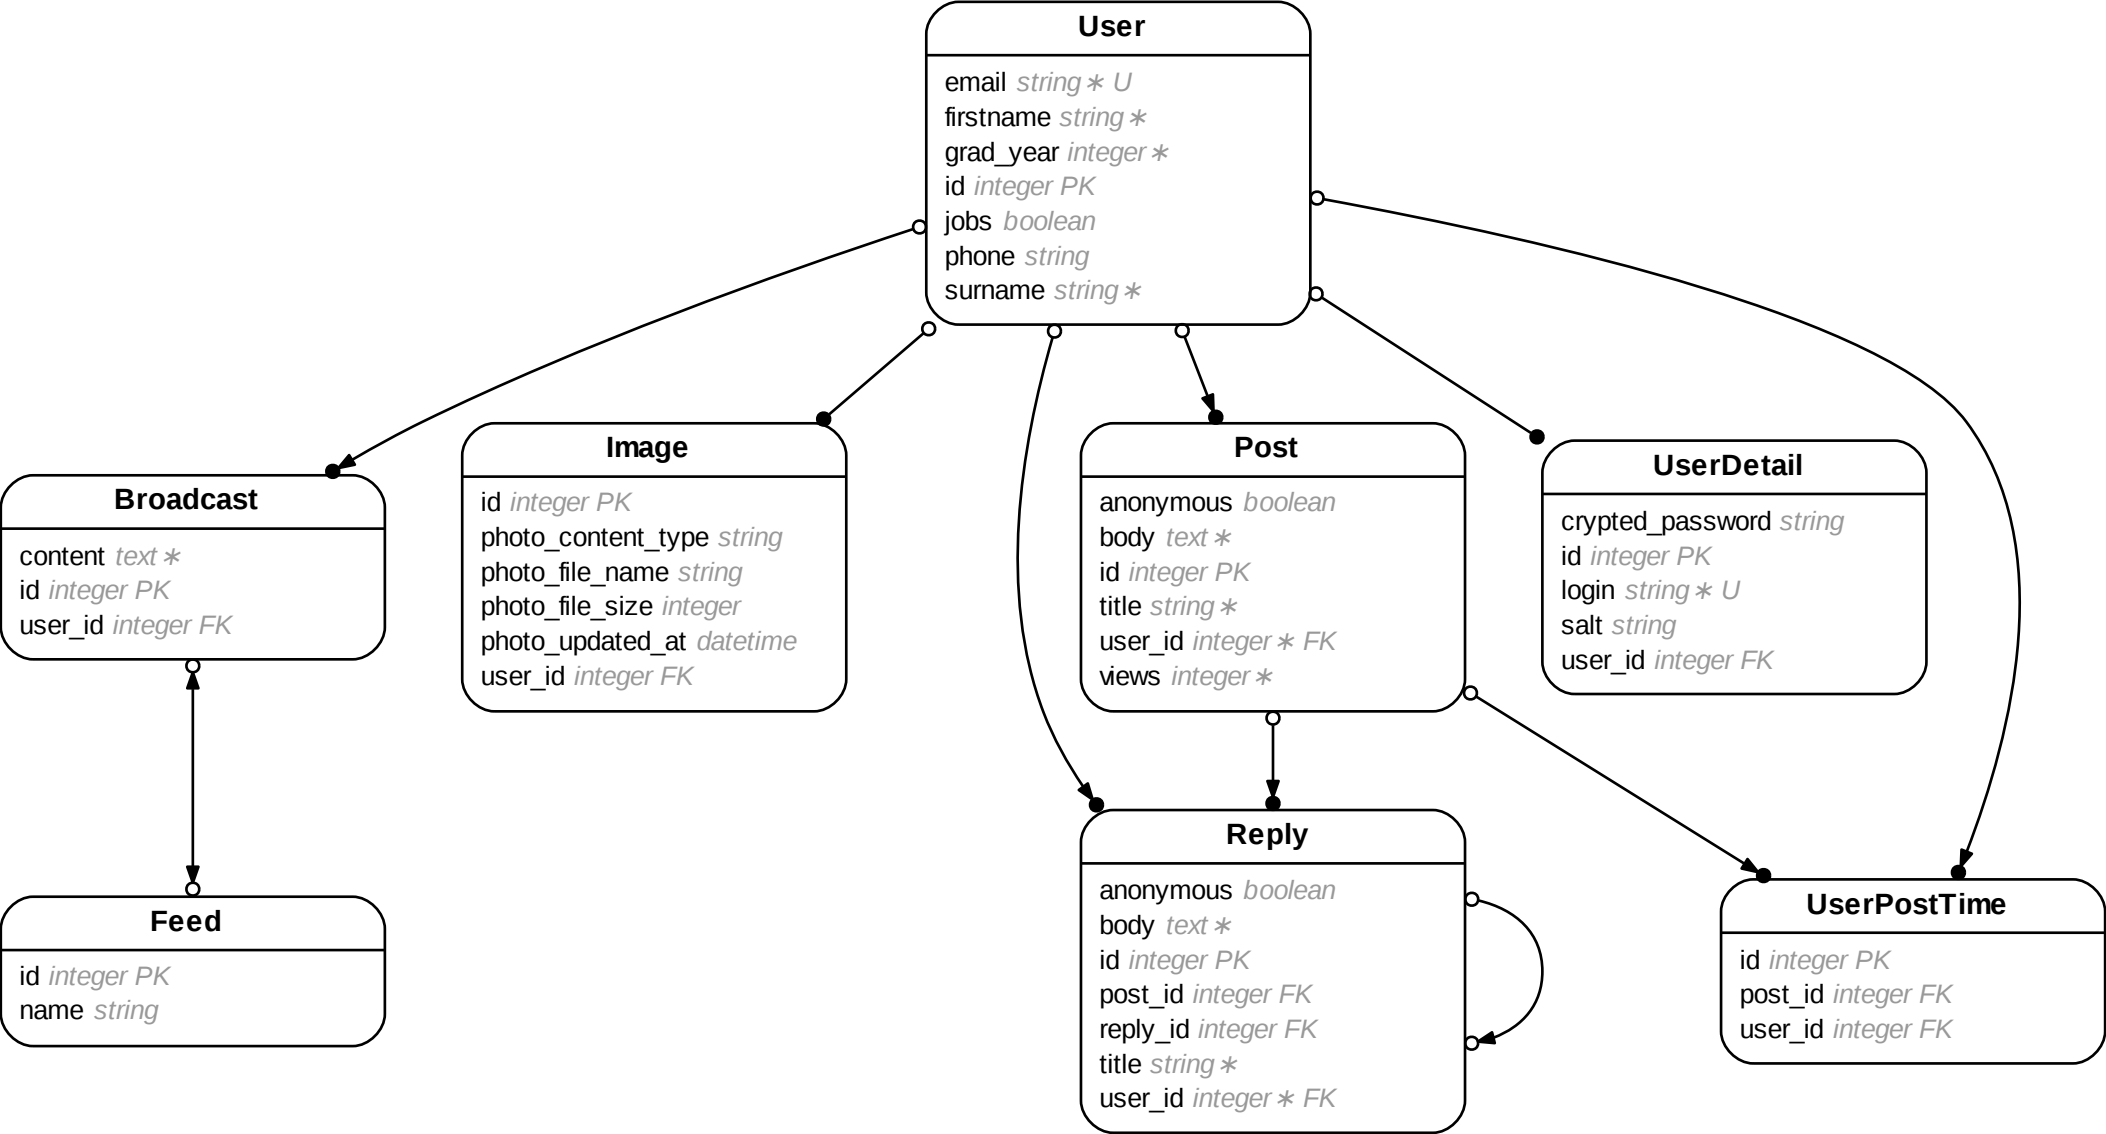 User
email string∗ U
firstname string∗
grad_year integer∗
id integer PK
jobs boolean
phone string
surname string∗
Broadcast
content text∗
id integer PK
user_id integer FK
Image
id integer PK
photo_content_type string
photo_file_name string
photo_file_size integer
photo_updated_at datetime
user_id integer FK
Post
anonymous boolean
body text∗
id integer PK
title string∗
user_id integer∗ FK
views integer∗
UserDetail
crypted_password string
id integer PK
login string∗ U
salt string
user_id integer FK
Feed
id integer PK
name string
Reply
anonymous boolean
body text∗
id integer PK
post_id integer FK
reply_id integer FK
title string∗
user_id integer∗ FK
UserPostTime
id integer PK
post_id integer FK
user_id integer FK